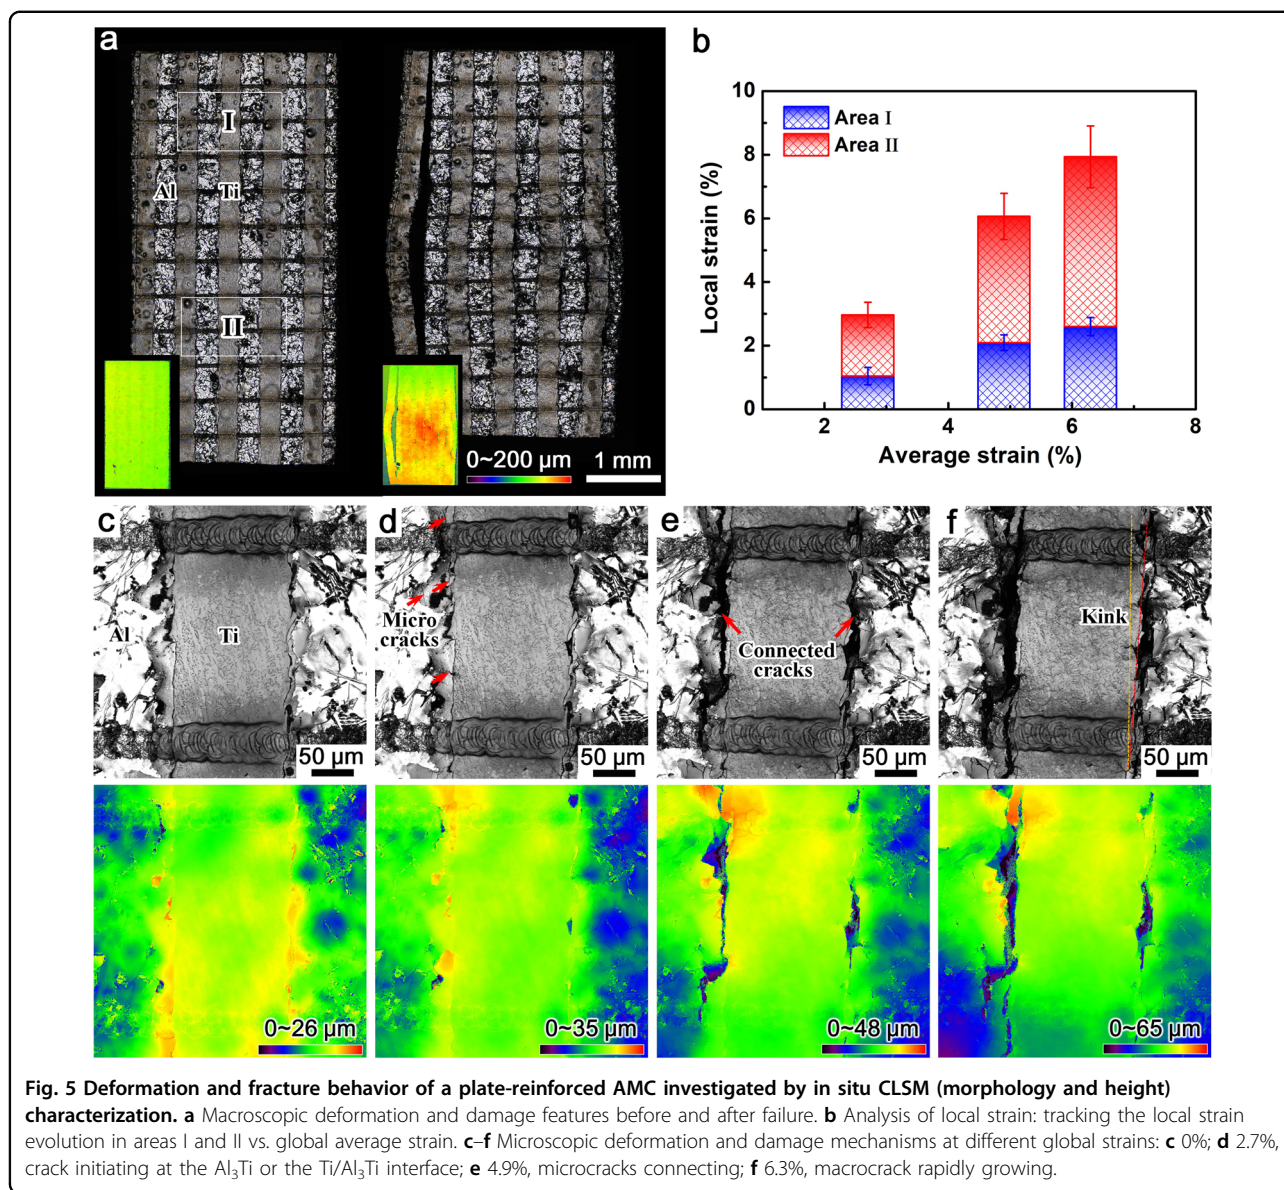 a
I
Al
Ti
II
0~200 µm
1 mm
b
10
8
6
4
2
0
Local strain (%)
Area I
Area II
2
4
6
8
Average strain (%)
c
Al
Ti
50 µm
d
Micro
cracks
50 µm
e
Connected
cracks
50 µm
f
Kink
50 µm
0~26 µm
0~35 µm
0~48 µm
0~65 µm
Fig. 5 Deformation and fracture behavior of a plate-reinforced AMC investigated by in situ CLSM (morphology and height)
characterization. a Macroscopic deformation and damage features before and after failure. b Analysis of local strain: tracking the local strain
evolution in areas I and II vs. global average strain. c–f Microscopic deformation and damage mechanisms at different global strains: c 0%; d 2.7%,
crack initiating at the Al₃Ti or the Ti/Al₃Ti interface; e 4.9%, microcracks connecting; f 6.3%, macrocrack rapidly growing.